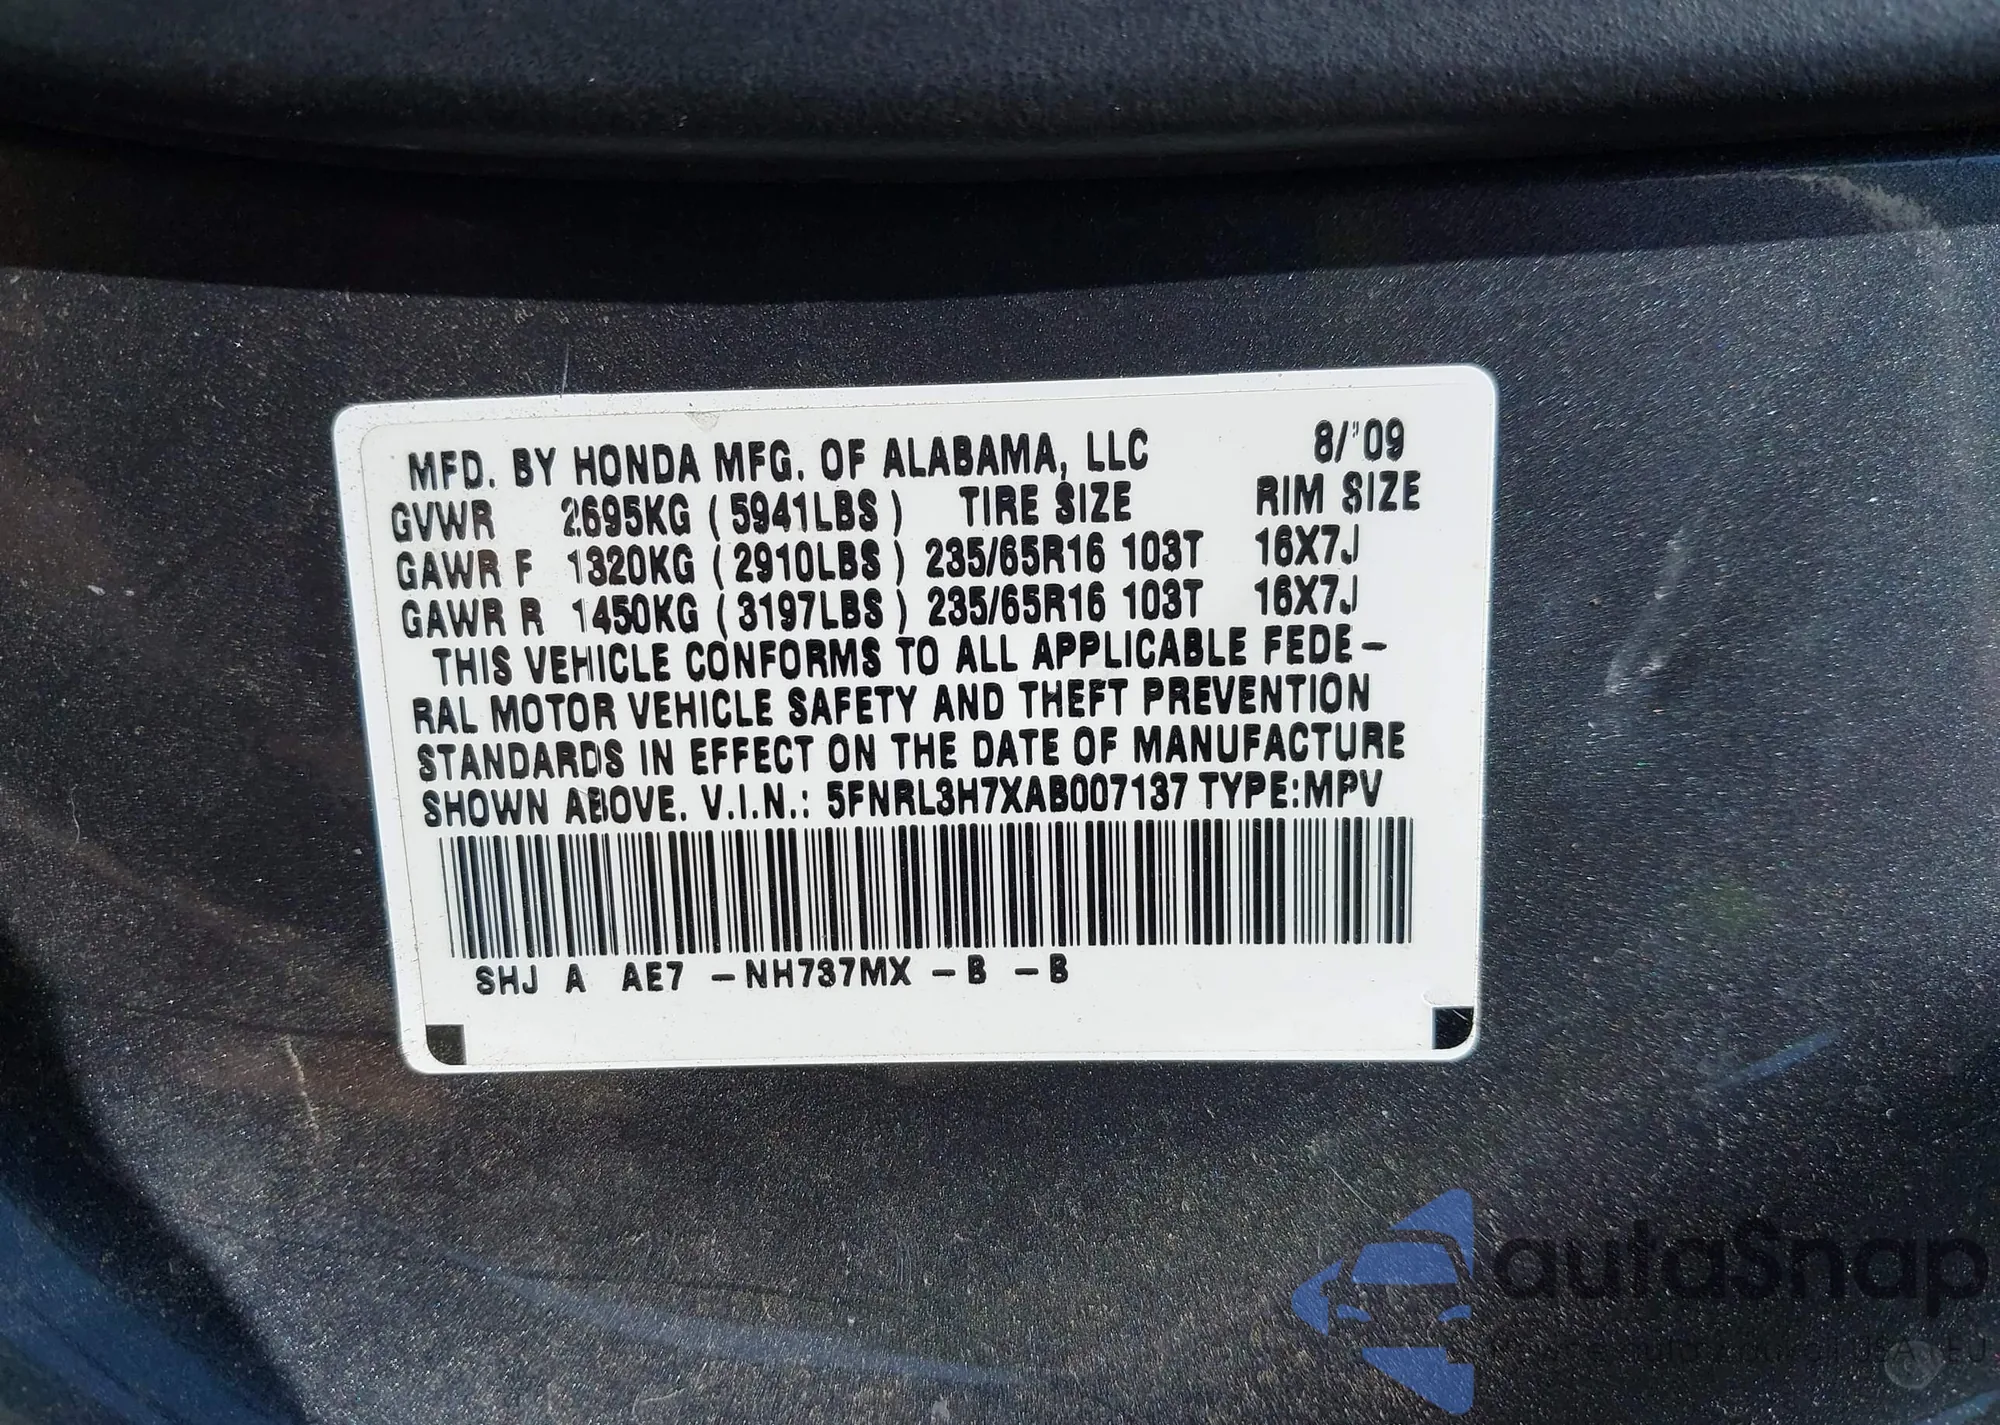 MFD. BY HONDA MFG. OF ALABAMA, LLC 8/'09
GVWR 2695KG (5941LBS) TIRE SIZE RIM SIZE
GAWR F 1320KG (2910LBS) 235/65R16 103T 16X7J
GAWR R 1450KG (3197LBS) 235/65R16 103T 16X7J
THIS VEHICLE CONFORMS TO ALL APPLICABLE FEDE-
RAL MOTOR VEHICLE SAFETY AND THEFT PREVENTION
STANDARDS IN EFFECT ON THE DATE OF MANUFACTURE
SHOWN ABOVE. V.I.N.: 5FNRL3H7XAB007137 TYPE:MPV
SHJ A AE7 -NH737MX -B -B
autaSnap